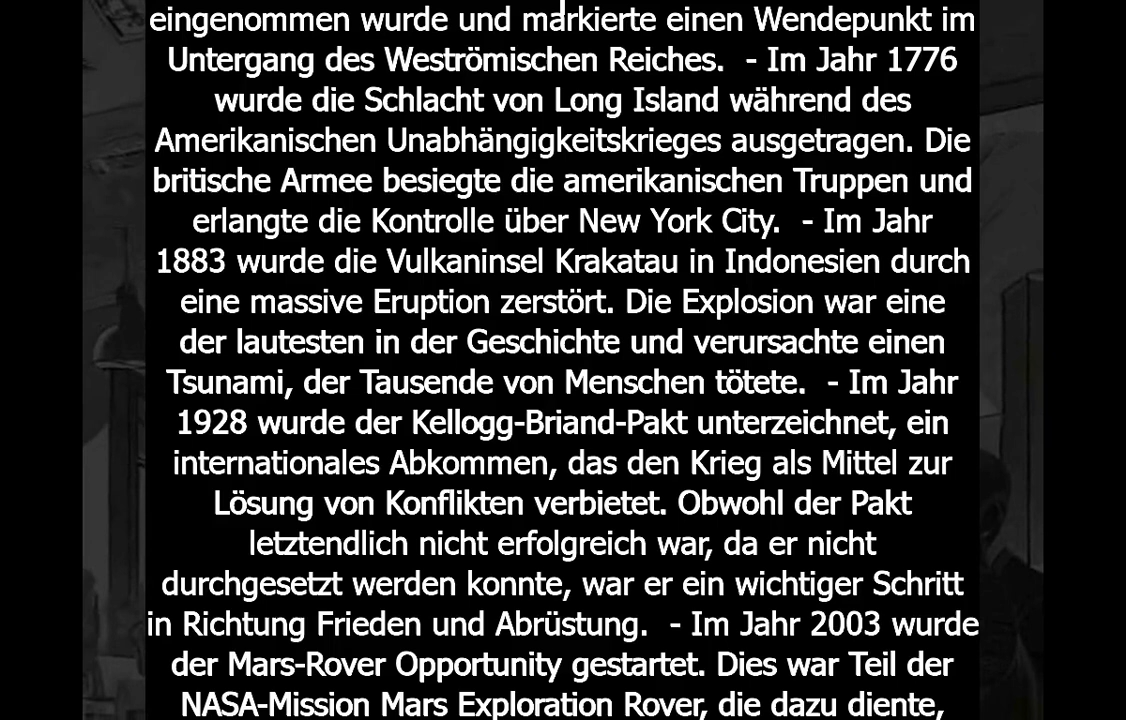 eingenommen wurde und markierte einen Wendepunkt im
Untergang des Weströmischen Reiches.  - Im Jahr 1776
wurde die Schlacht von Long Island während des
Amerikanischen Unabhängigkeitskrieges ausgetragen. Die
britische Armee besiegte die amerikanischen Truppen und
erlangte die Kontrolle über New York City.  - Im Jahr
1883 wurde die Vulkaninsel Krakatau in Indonesien durch
eine massive Eruption zerstört. Die Explosion war eine
der lautesten in der Geschichte und verursachte einen
Tsunami, der Tausende von Menschen tötete.  - Im Jahr
1928 wurde der Kellogg-Briand-Pakt unterzeichnet, ein
internationales Abkommen, das den Krieg als Mittel zur
Lösung von Konflikten verbietet. Obwohl der Pakt
letztendlich nicht erfolgreich war, da er nicht
durchgesetzt werden konnte, war er ein wichtiger Schritt
in Richtung Frieden und Abrüstung.  - Im Jahr 2003 wurde
der Mars-Rover Opportunity gestartet. Dies war Teil der
NASA-Mission Mars Exploration Rover, die dazu diente,